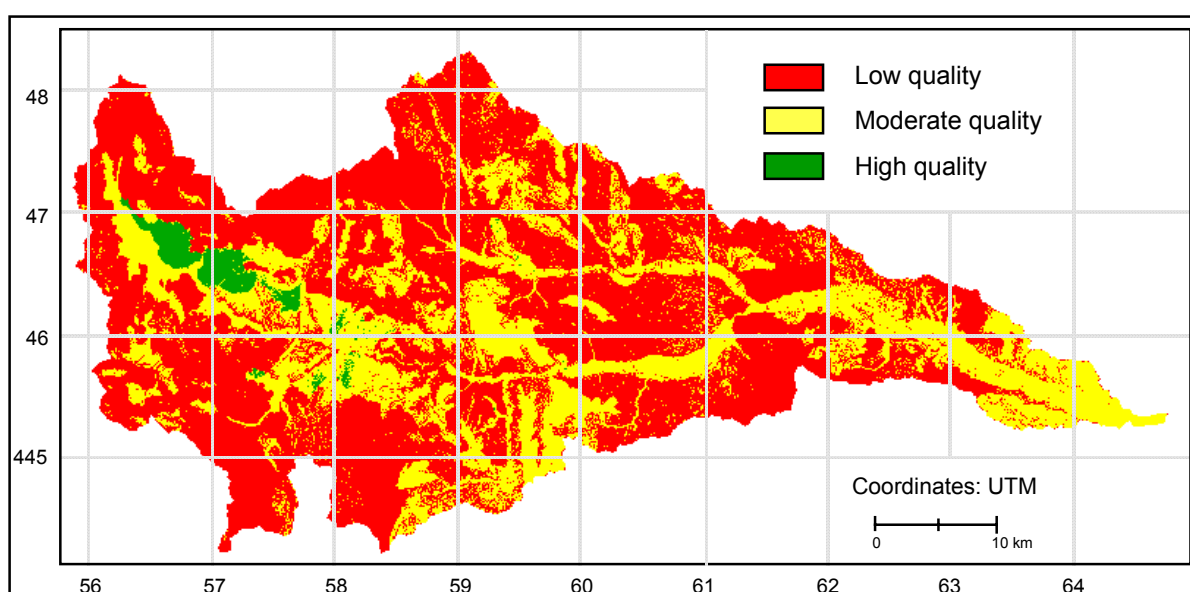 Low quality
48
Moderate quality
High quality
47
46
445
Coordinates: UTM
0 10 km
56 57 58 59 60 61 62 63 64